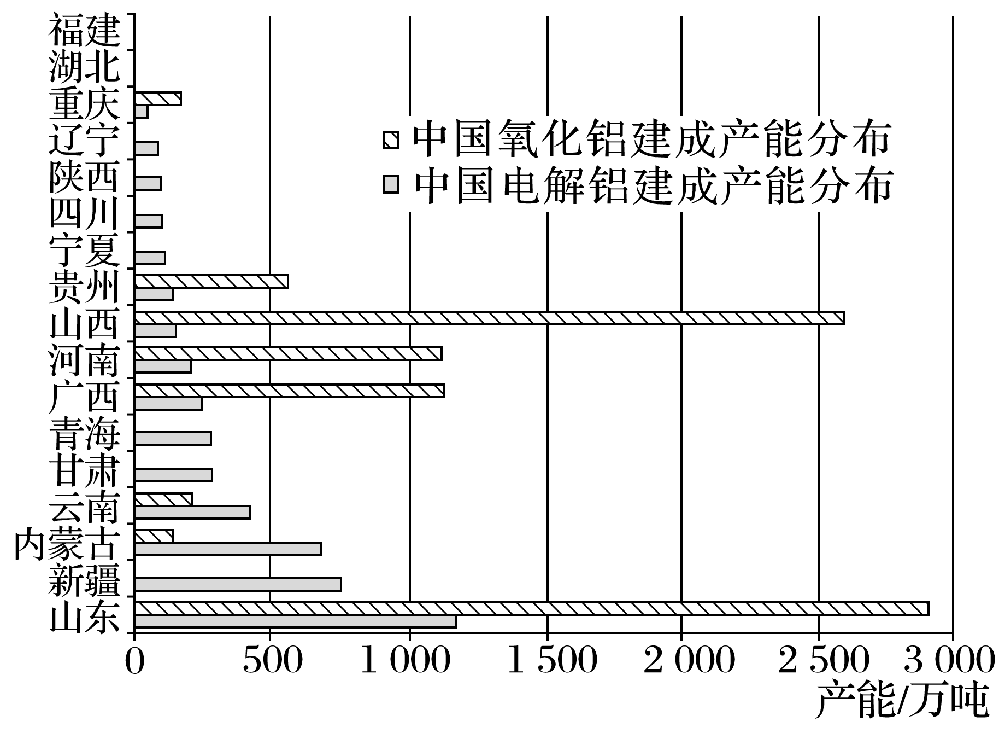 福建
湖北
重庆
辽宁
陕西
四川
宁夏
贵州
山西
河南
广西
青海
甘肃
云南
内蒙古
新疆
山东
中国氧化铝建成产能分布
中国电解铝建成产能分布
0 500 1 000 1 500 2 000 2 500 3 000
产能/万吨